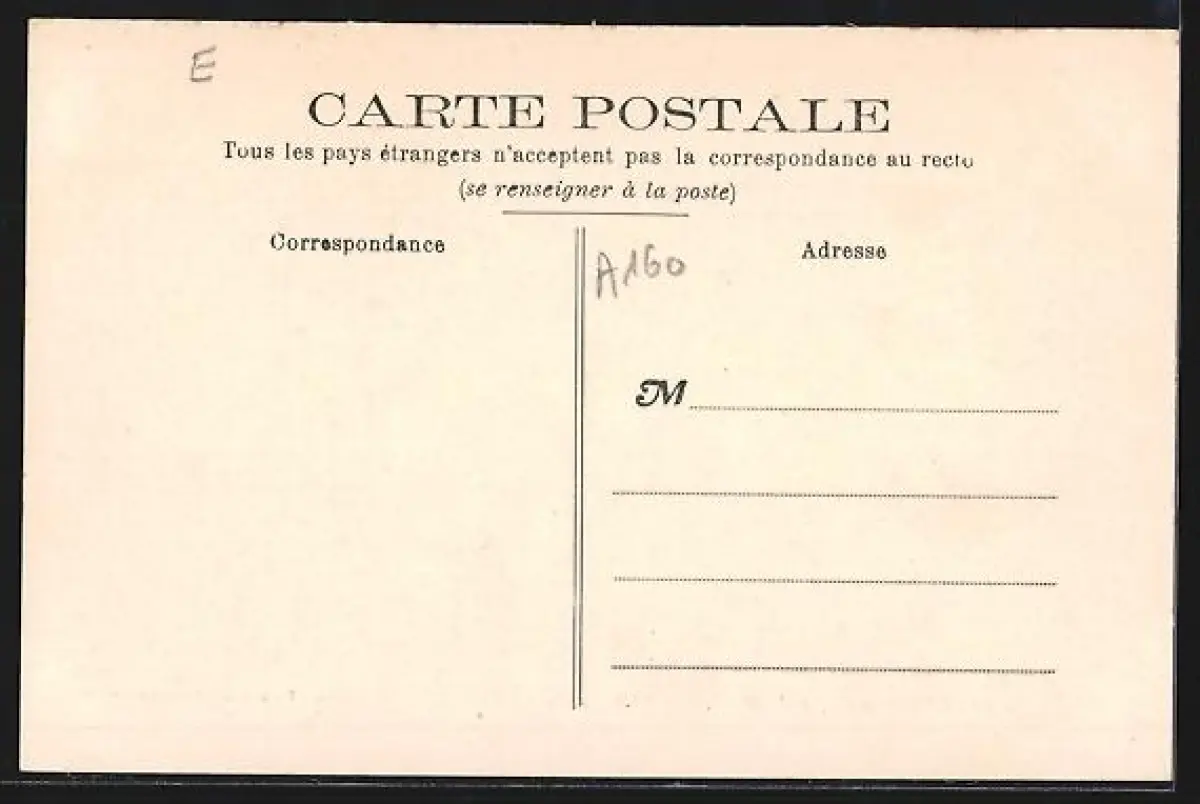 E
CARTE POSTALE
Tous les pays étrangers n'acceptent pas la correspondance au recto
(se renseigner à la poste)
Correspondance
A160
Adresse
M